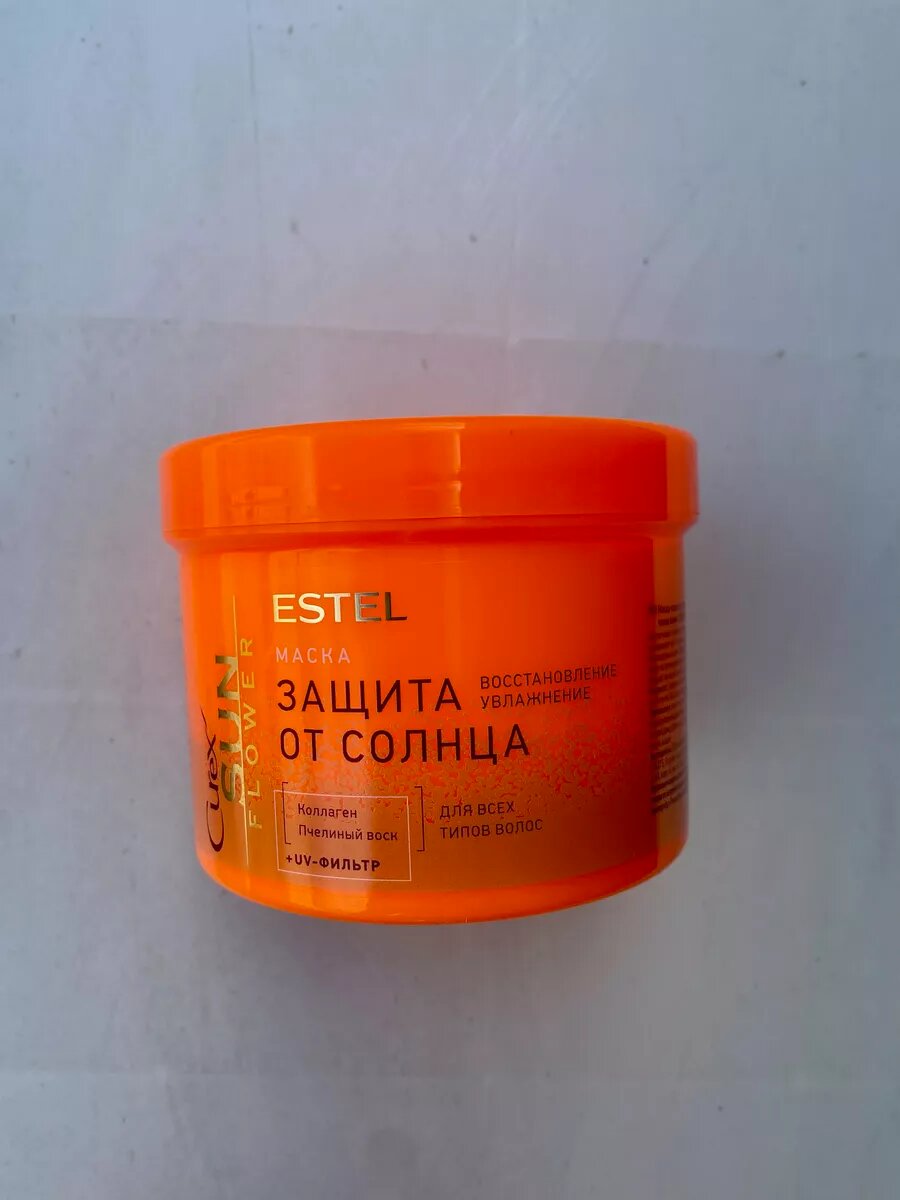 ESTEL
МАСКА
ЗАЩИТА
ОТ СОЛНЦА
ВОССТАНОВЛЕНИЕ
УВЛАЖНЕНИЕ
Коллаген
Пчелиный воск
+UV-ФИЛЬТР
ДЛЯ ВСЕХ
ТИПОВ ВОЛОС
Curex
SUN
FLOWER